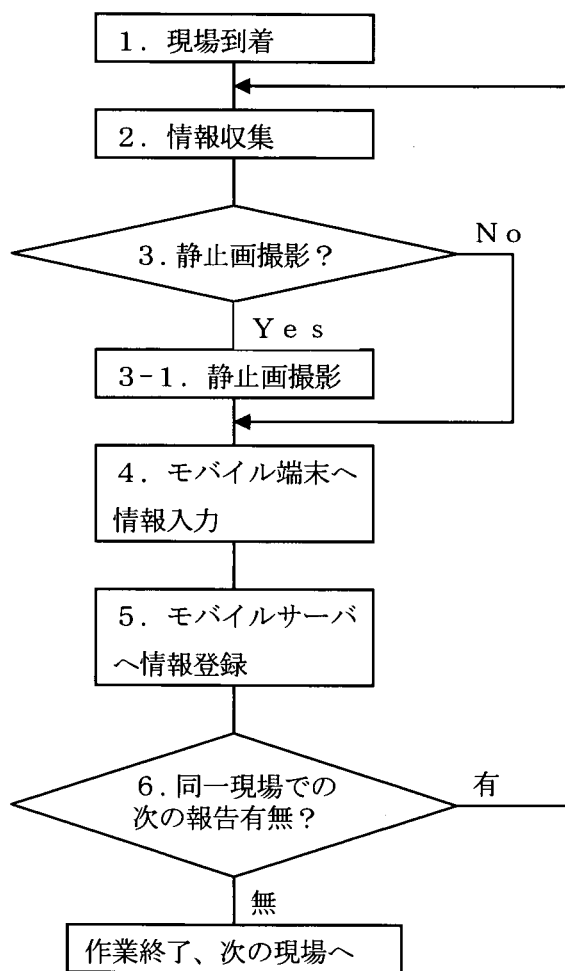 １．現場到着
２．情報収集
３．静止画撮影？
Ｎｏ
Ｙｅｓ
３−１．静止画撮影
４．モバイル端末へ
情報入力
５．モバイルサーバ
へ情報登録
６．同一現場での
次の報告有無？
有
無
作業終了、次の現場へ